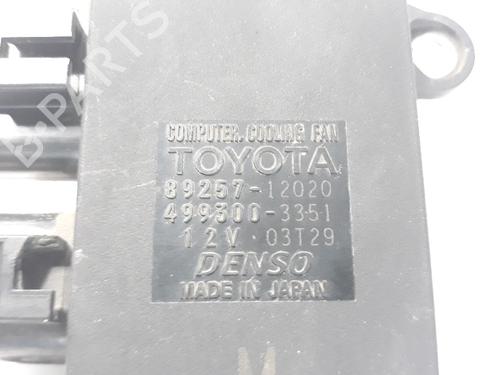 B-PARTS
COMPUTER, COOLING FAN
TOYOTA
89257-12020
499300-3351
12V 03T29
DENSO
MADE IN JAPAN
M